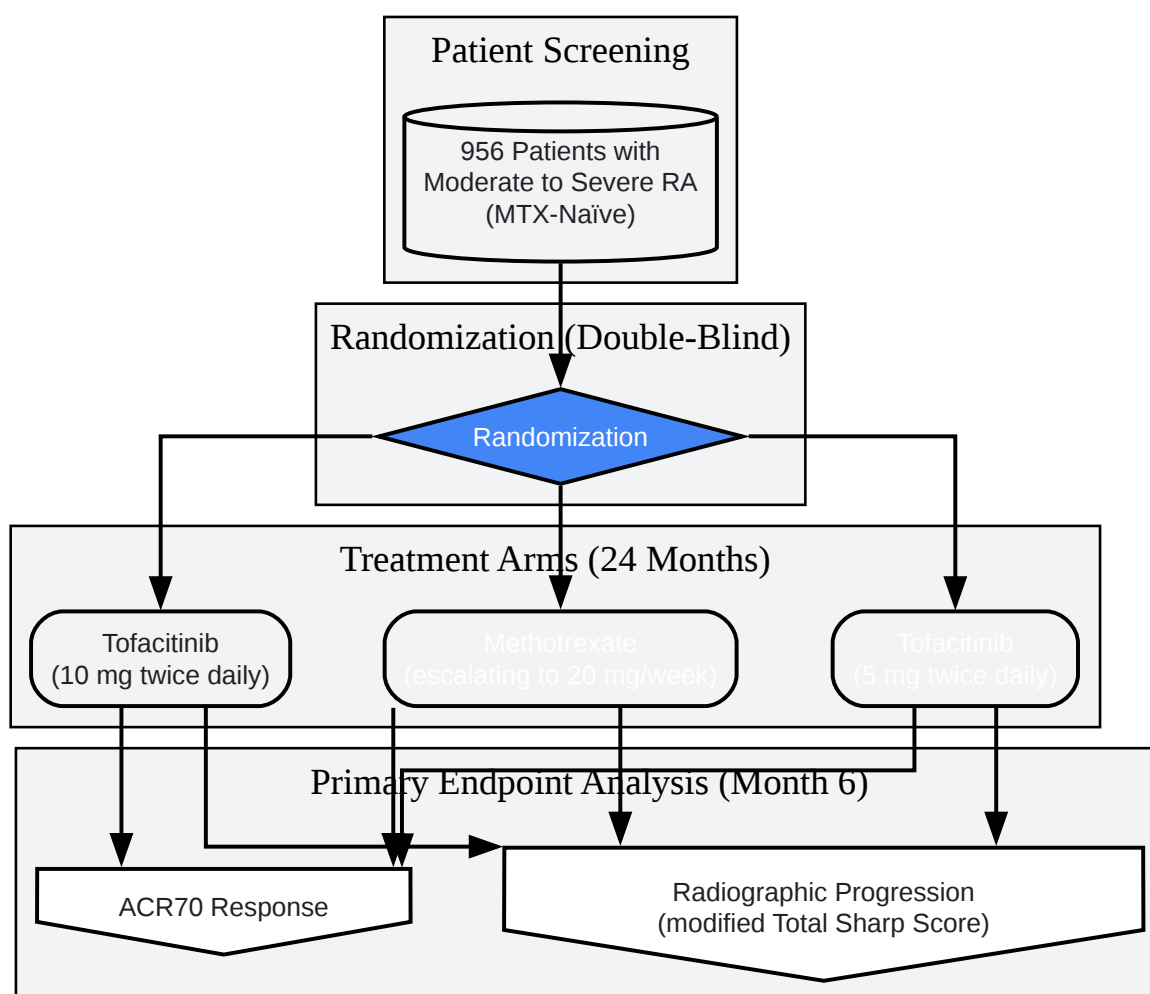 Patient Screening
956 Patients with
Moderate to Severe RA
(MTX-Naïve)
Randomization (Double-Blind)
Randomization
Treatment Arms (24 Months)
Tofacitinib
(10 mg twice daily)
Methotrexate
(escalating to 20 mg/week)
Tofacitinib
(5 mg twice daily)
Primary Endpoint Analysis (Month 6)
ACR70 Response
Radiographic Progression
(modified Total Sharp Score)